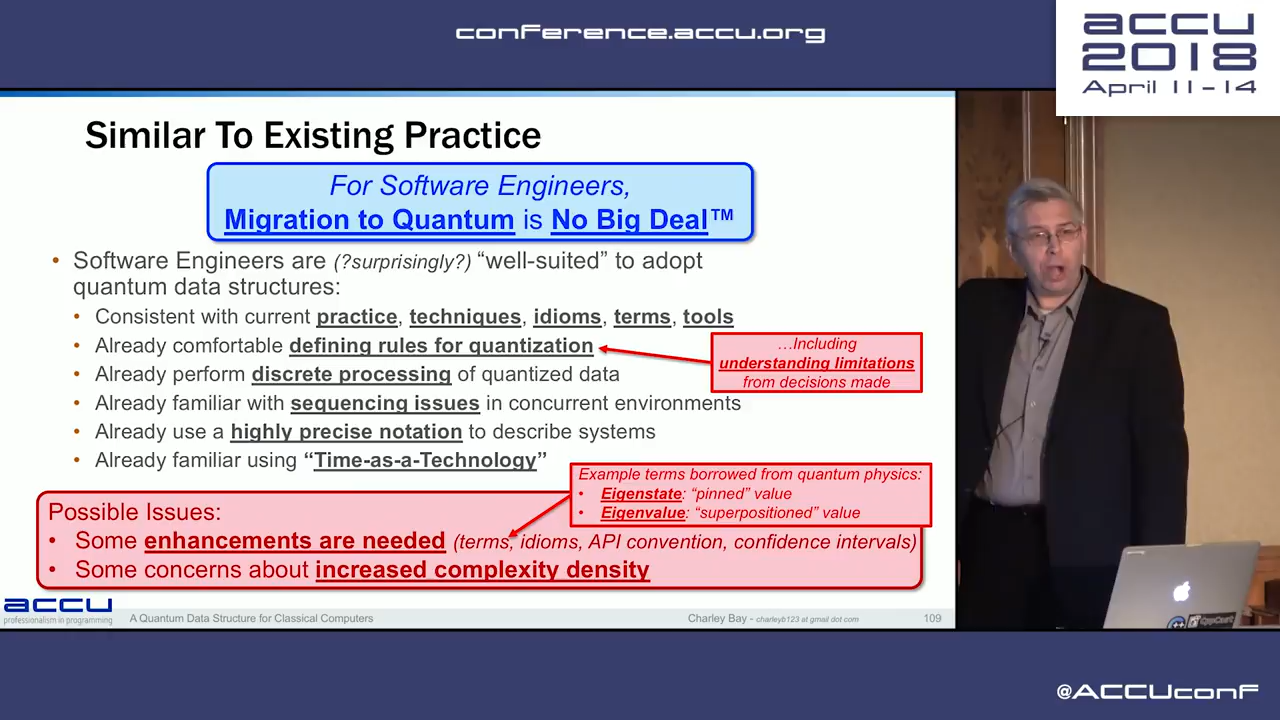 conference.accu.org
accu
2018
April 11-14
Similar To Existing Practice
For Software Engineers,
Migration to Quantum is No Big Deal™
• Software Engineers are (?surprisingly?) “well-suited” to adopt
quantum data structures:
• Consistent with current practice, techniques, idioms, terms, tools
• Already comfortable defining rules for quantization
…Including
understanding limitations
from decisions made
• Already perform discrete processing of quantized data
• Already familiar with sequencing issues in concurrent environments
• Already use a highly precise notation to describe systems
• Already familiar using “Time-as-a-Technology”
Example terms borrowed from quantum physics:
• Eigenstate: “pinned” value
• Eigenvalue: “superpositioned” value
Possible Issues:
• Some enhancements are needed (terms, idioms, API convention, confidence intervals)
• Some concerns about increased complexity density
accu
professionalism in programming
A Quantum Data Structure for Classical Computers
Charley Bay - charleyb123 at gmail dot com
109
CppCast
@ACCUconf